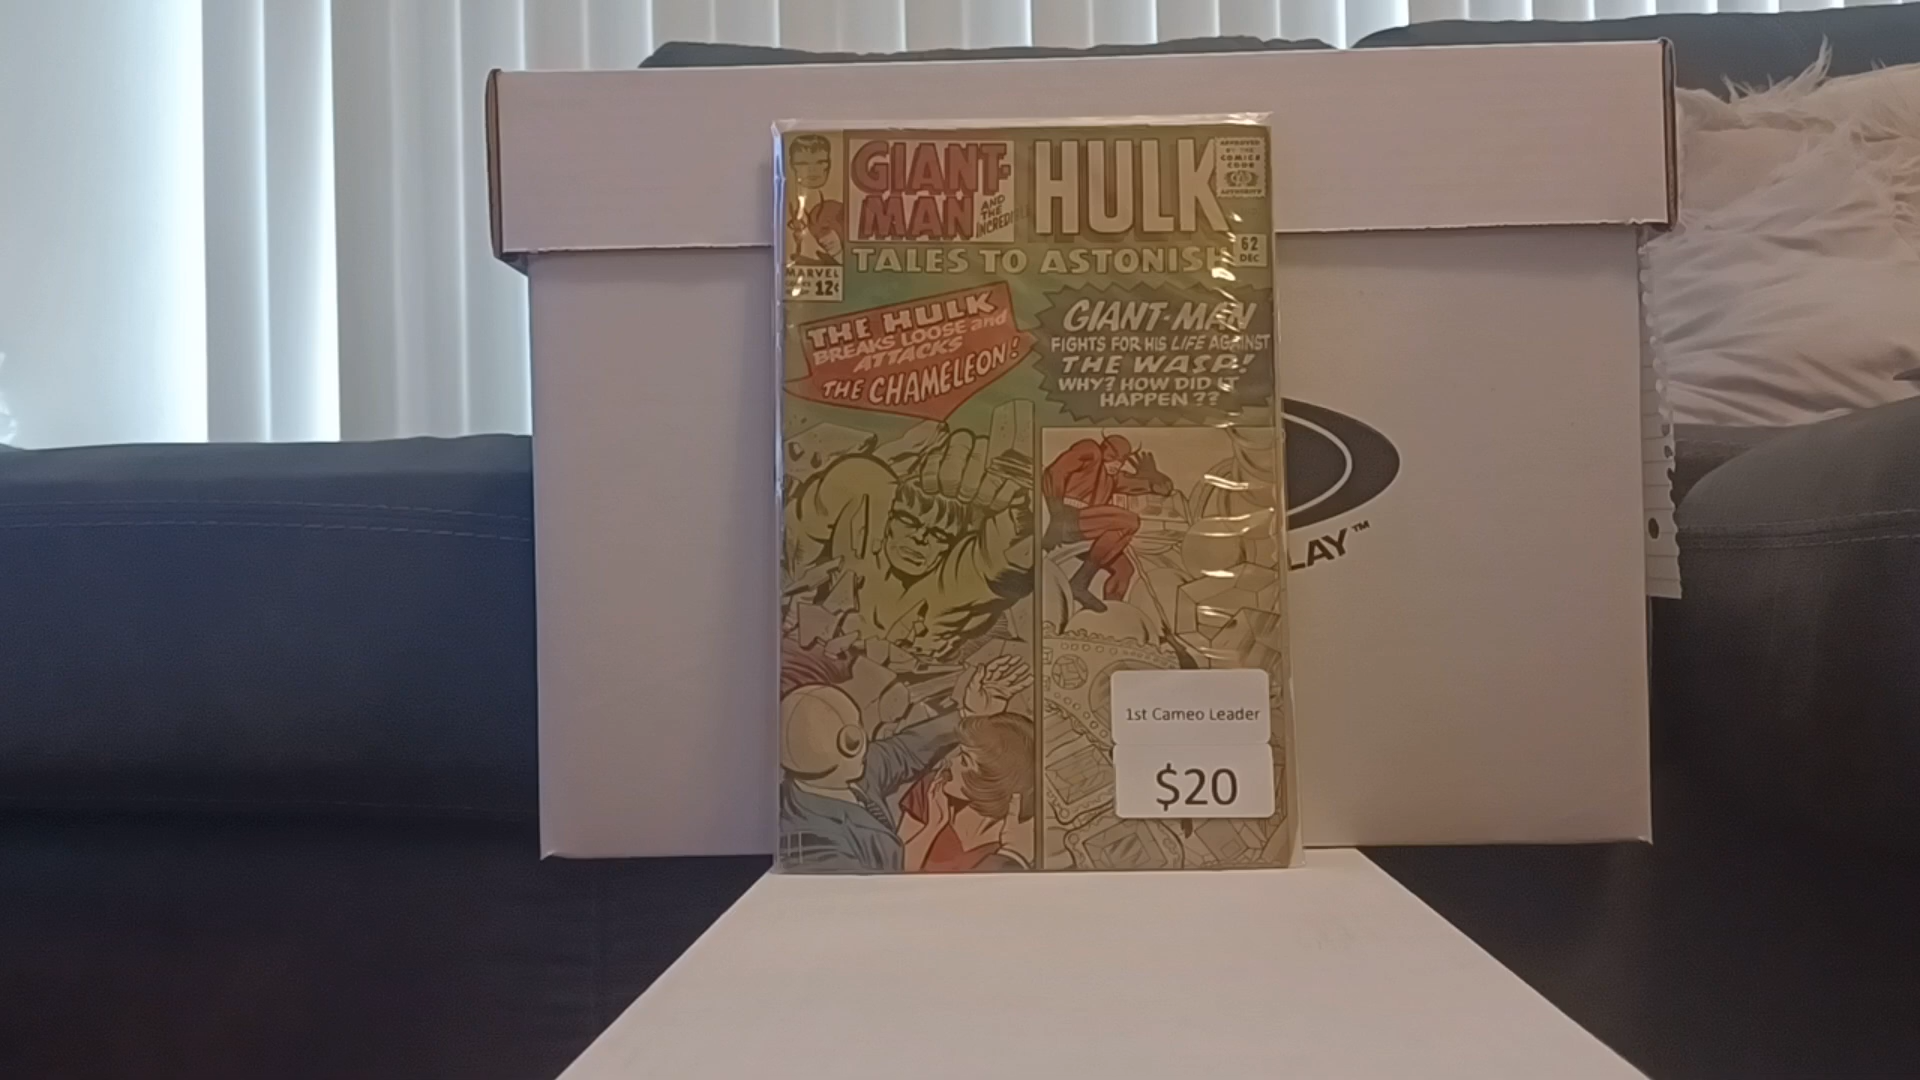 GIANT-MAN
AND THE INCREDIBLE
HULK
APPROVED
BY THE
COMICS
CODE
AUTHORITY
TALES TO ASTONISH
62
DEC
MARVEL
12¢
THE HULK
BREAKS LOOSE and
ATTACKS
THE CHAMELEON!
GIANT-MAN
FIGHTS FOR HIS LIFE AGAINST
THE WASP!
WHY? HOW DID IT
HAPPEN??
LAY™
1st Cameo Leader
$20